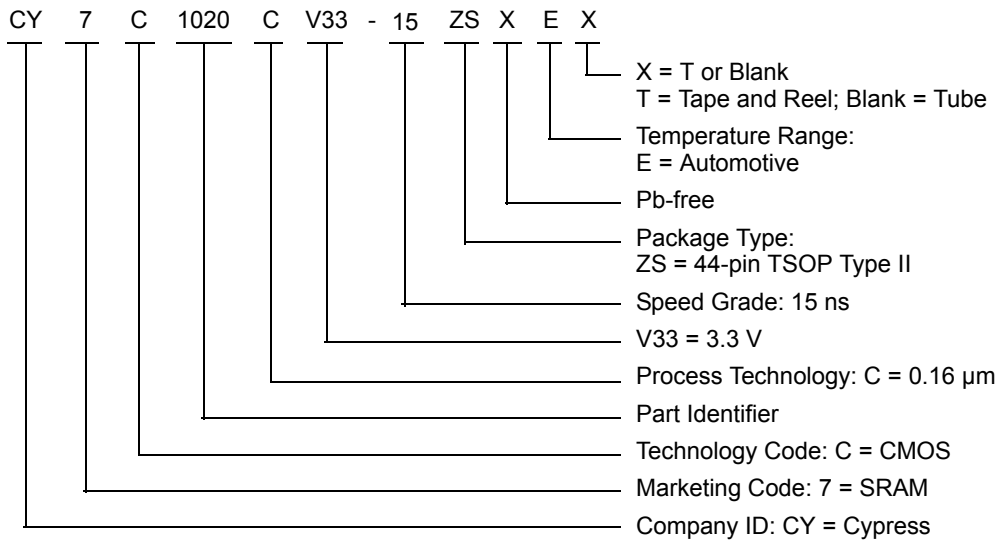 CY 7 C 1020 C V33 - 15 ZS X E X
X = T or Blank
T = Tape and Reel; Blank = Tube
Temperature Range:
E = Automotive
Pb-free
Package Type:
ZS = 44-pin TSOP Type II
Speed Grade: 15 ns
V33 = 3.3 V
Process Technology: C = 0.16 µm
Part Identifier
Technology Code: C = CMOS
Marketing Code: 7 = SRAM
Company ID: CY = Cypress